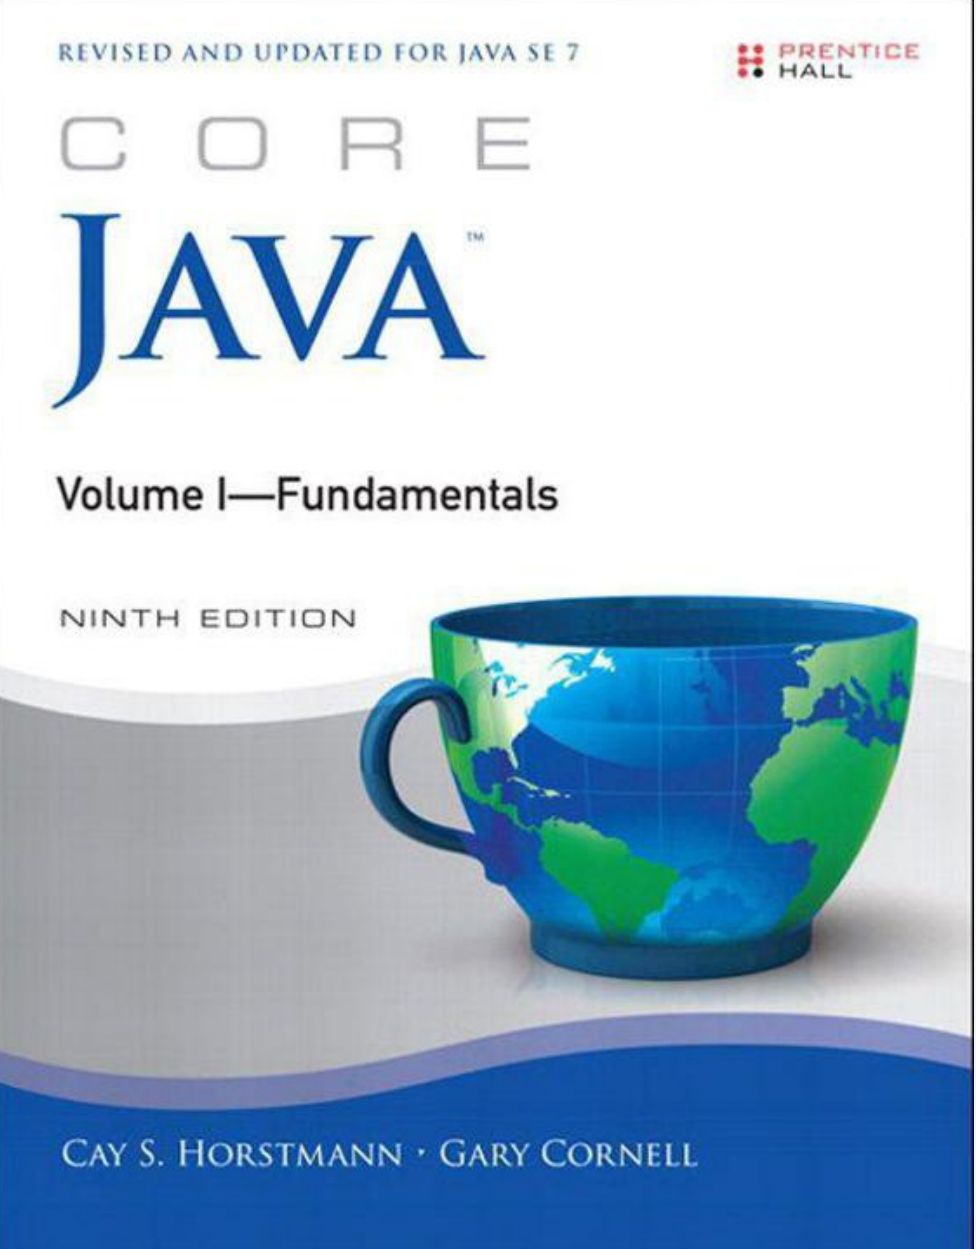 REVISED AND UPDATED FOR JAVA SE 7
PRENTICE
HALL
CORE
JAVA™
Volume I—Fundamentals
NINTH EDITION
CAY S. HORSTMANN · GARY CORNELL